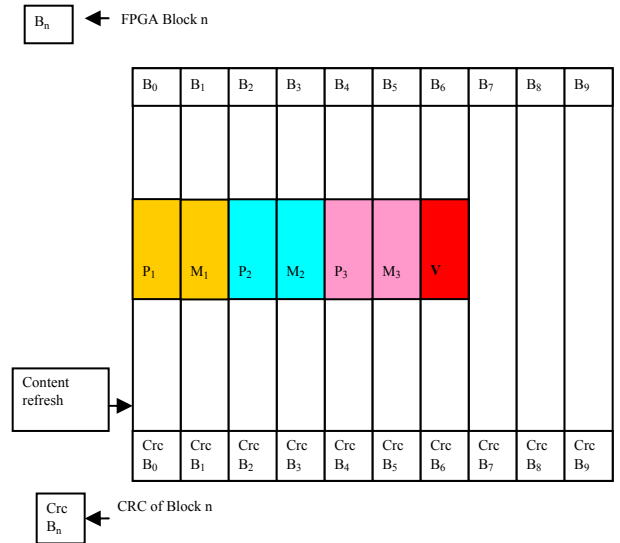 Bₙ
FPGA Block n
B₀ B₁ B₂ B₃ B₄ B₅ B₆ B₇ B₈ B₉
P₁ M₁ P₂ M₂ P₃ M₃ V
Content
refresh
Crc Crc Crc Crc Crc Crc Crc Crc Crc Crc
B₀ B₁ B₂ B₃ B₄ B₅ B₆ B₇ B₈ B₉
Crc
Bₙ
CRC of Block n